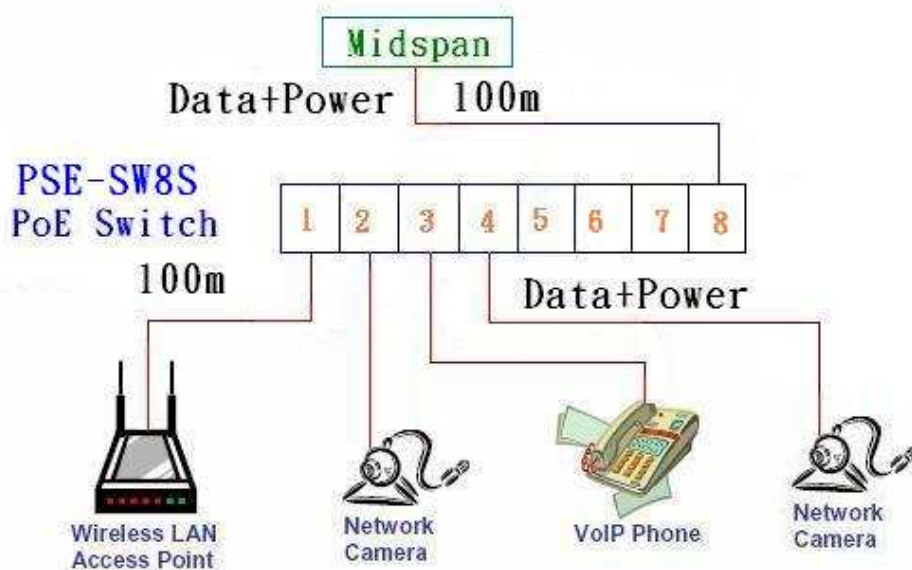 Midspan
Data+Power 100m
PSE-SW8S
PoE Switch
1 2 3 4 5 6 7 8
100m
Data+Power
Wireless LAN
Access Point
Network
Camera
VoIP Phone
Network
Camera